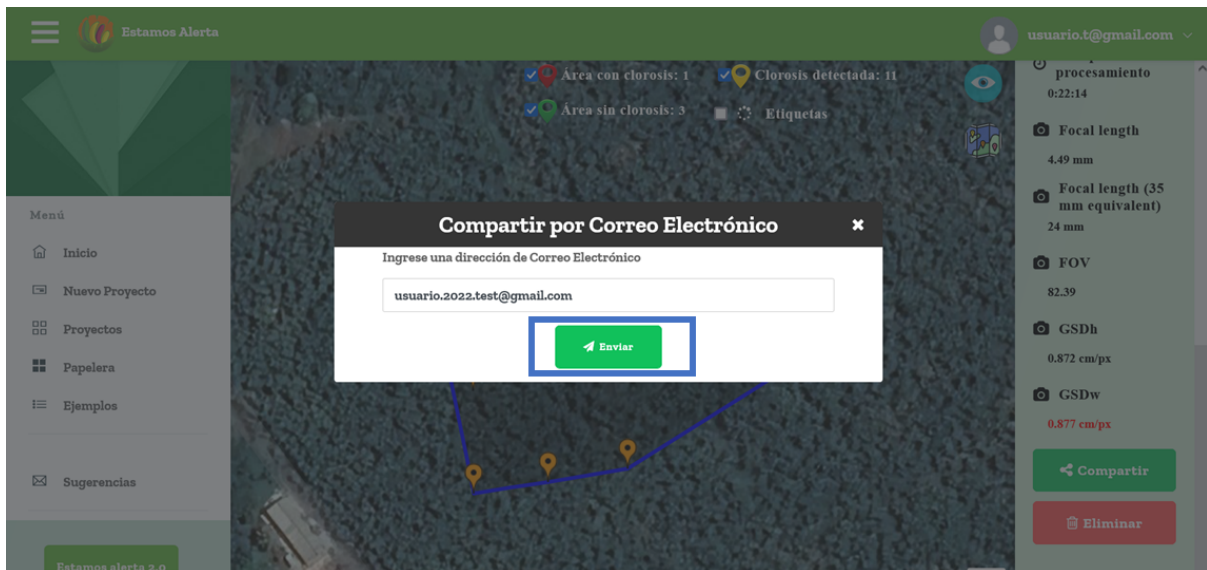 Estamos Alerta
usuario.t@gmail.com
Menú
Inicio
Nuevo Proyecto
Proyectos
Papelera
Ejemplos
Sugerencias
Estamos alerta 2.0
Área con clorosis: 1
Clorosis detectada: 11
Área sin clorosis: 3
Etiquetas
Compartir por Correo Electrónico
Ingrese una dirección de Correo Electrónico
usuario.2022.test@gmail.com
Enviar
procesamiento
0:22:14
Focal length
4.49 mm
Focal length (35
mm equivalent)
24 mm
FOV
82.39
GSDh
0.872 cm/px
GSDw
0.877 cm/px
Compartir
Eliminar